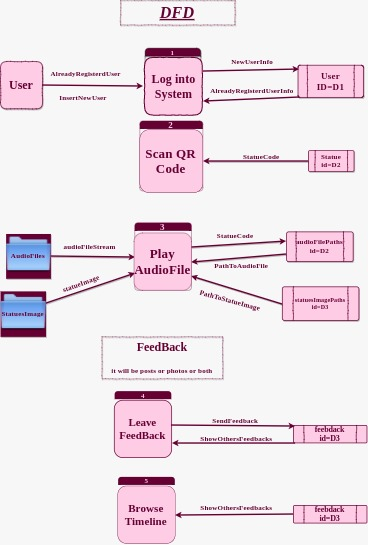 DFD
1
NewUserInfo
AlreadyRegisterdUser
User
Log into
System
User
ID=D1
InsertNewUser
AlreadyRegisterdUserInfo
2
Scan QR
Code
StatueCode
Statue
id=D2
3
StatueCode
audioFileStream
AudioFiles
Play
AudioFile
audioFilePaths
id=D2
PathToAudioFile
statueImage
StatuesImage
PathToStatueImage
statuesImagePaths
id=D3
FeedBack
it will be posts or photos or both
4
Leave
FeedBack
SendFeedback
ShowOthersFeedbacks
feebdack
id=D3
5
Browse
Timeline
ShowOthersFeedbacks
feebdack
id=D3